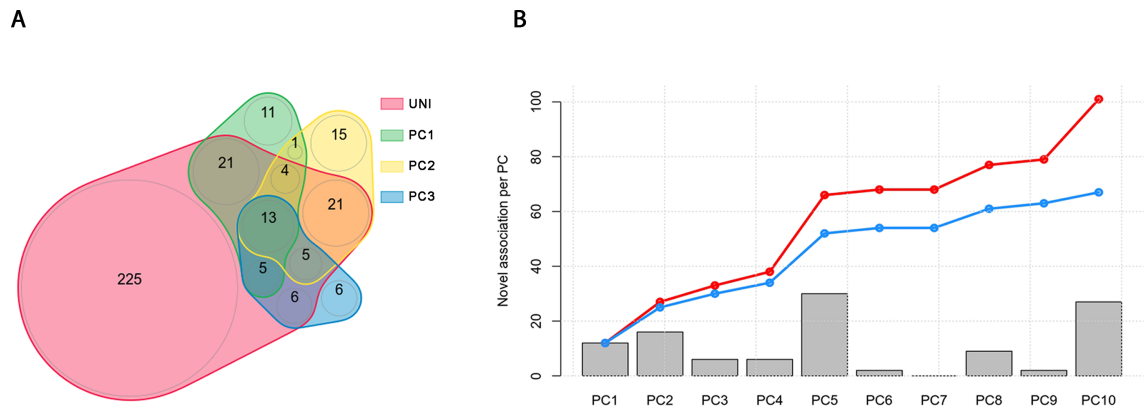 A
B
UNI
PC1
PC2
PC3
11
1
15
21
4
21
13
5
5
6
6
225
Novel association per PC
100
80
60
40
20
0
PC1 PC2 PC3 PC4 PC5 PC6 PC7 PC8 PC9 PC10